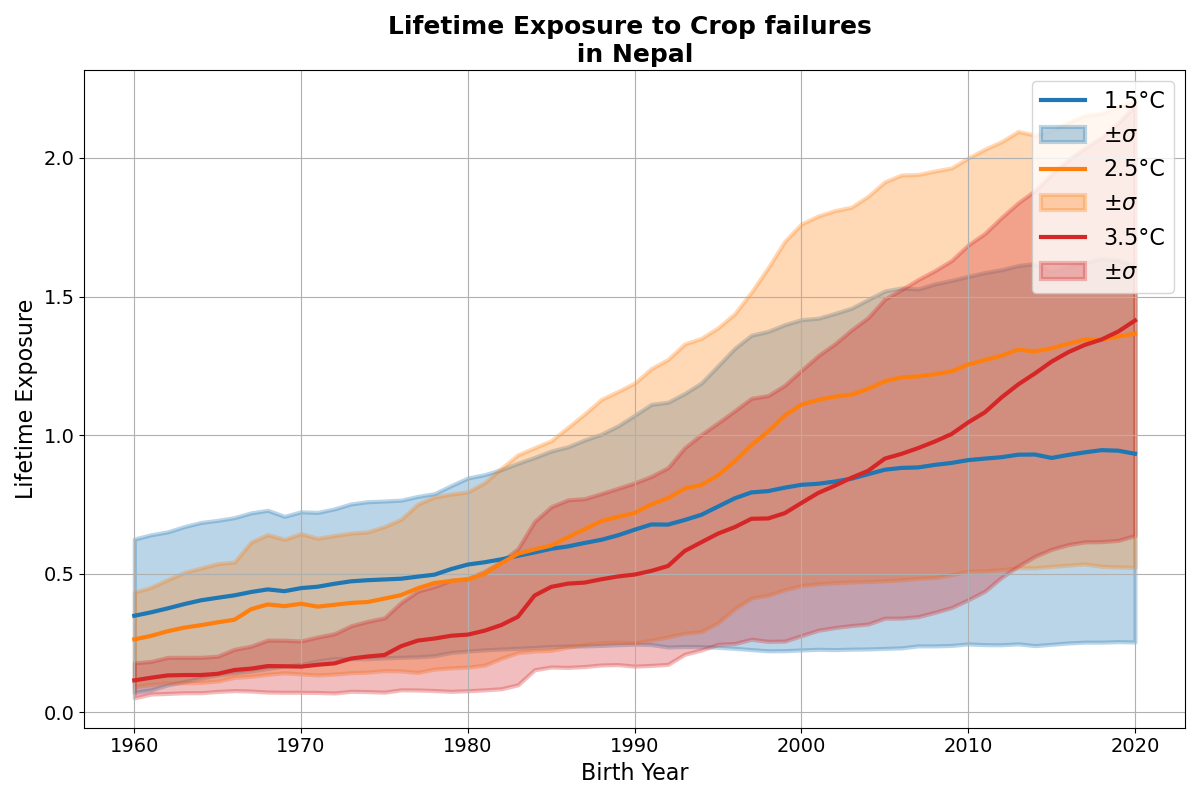 Lifetime Exposure to Crop failures
in Nepal
1.5°C
±σ
2.5°C
±σ
3.5°C
±σ
Lifetime Exposure
2.0
1.5
1.0
0.5
0.0
1960 1970 1980 1990 2000 2010 2020
Birth Year